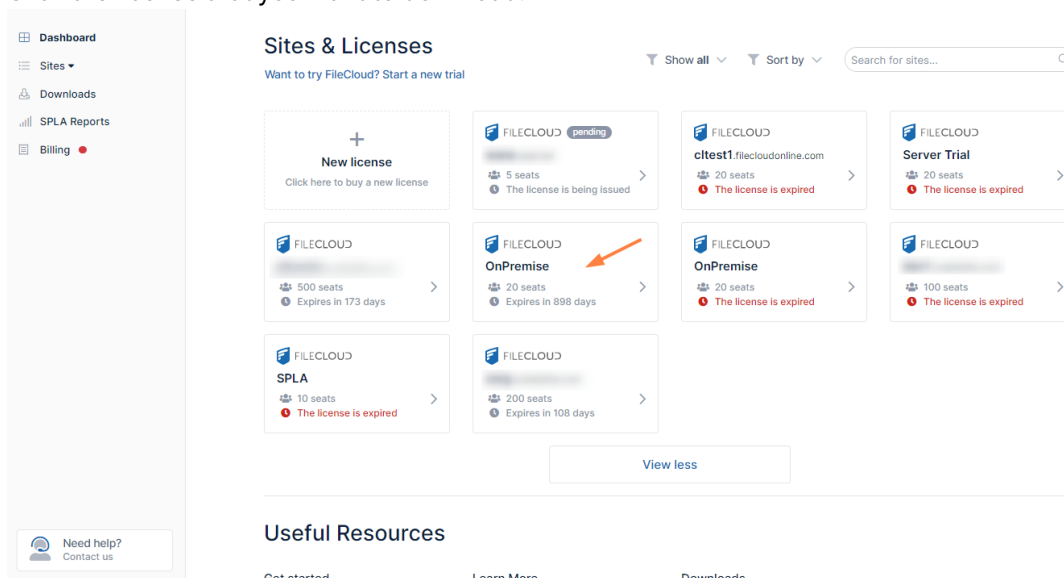 Dashboard
Sites
Downloads
SPLA Reports
Billing
Need help?
Contact us
Sites & Licenses
Want to try FileCloud? Start a new trial
Show all
Sort by
Search for sites...
New license
Click here to buy a new license
FILECLOUD pending
5 seats
The license is being issued
FILECLOUD
cltest1.filecloudonline.com
20 seats
The license is expired
FILECLOUD
Server Trial
20 seats
The license is expired
FILECLOUD
500 seats
Expires in 173 days
FILECLOUD
OnPremise
20 seats
Expires in 898 days
FILECLOUD
OnPremise
20 seats
The license is expired
FILECLOUD
100 seats
The license is expired
FILECLOUD
SPLA
10 seats
The license is expired
FILECLOUD
200 seats
Expires in 108 days
View less
Useful Resources
Get started
Learn More
Downloads